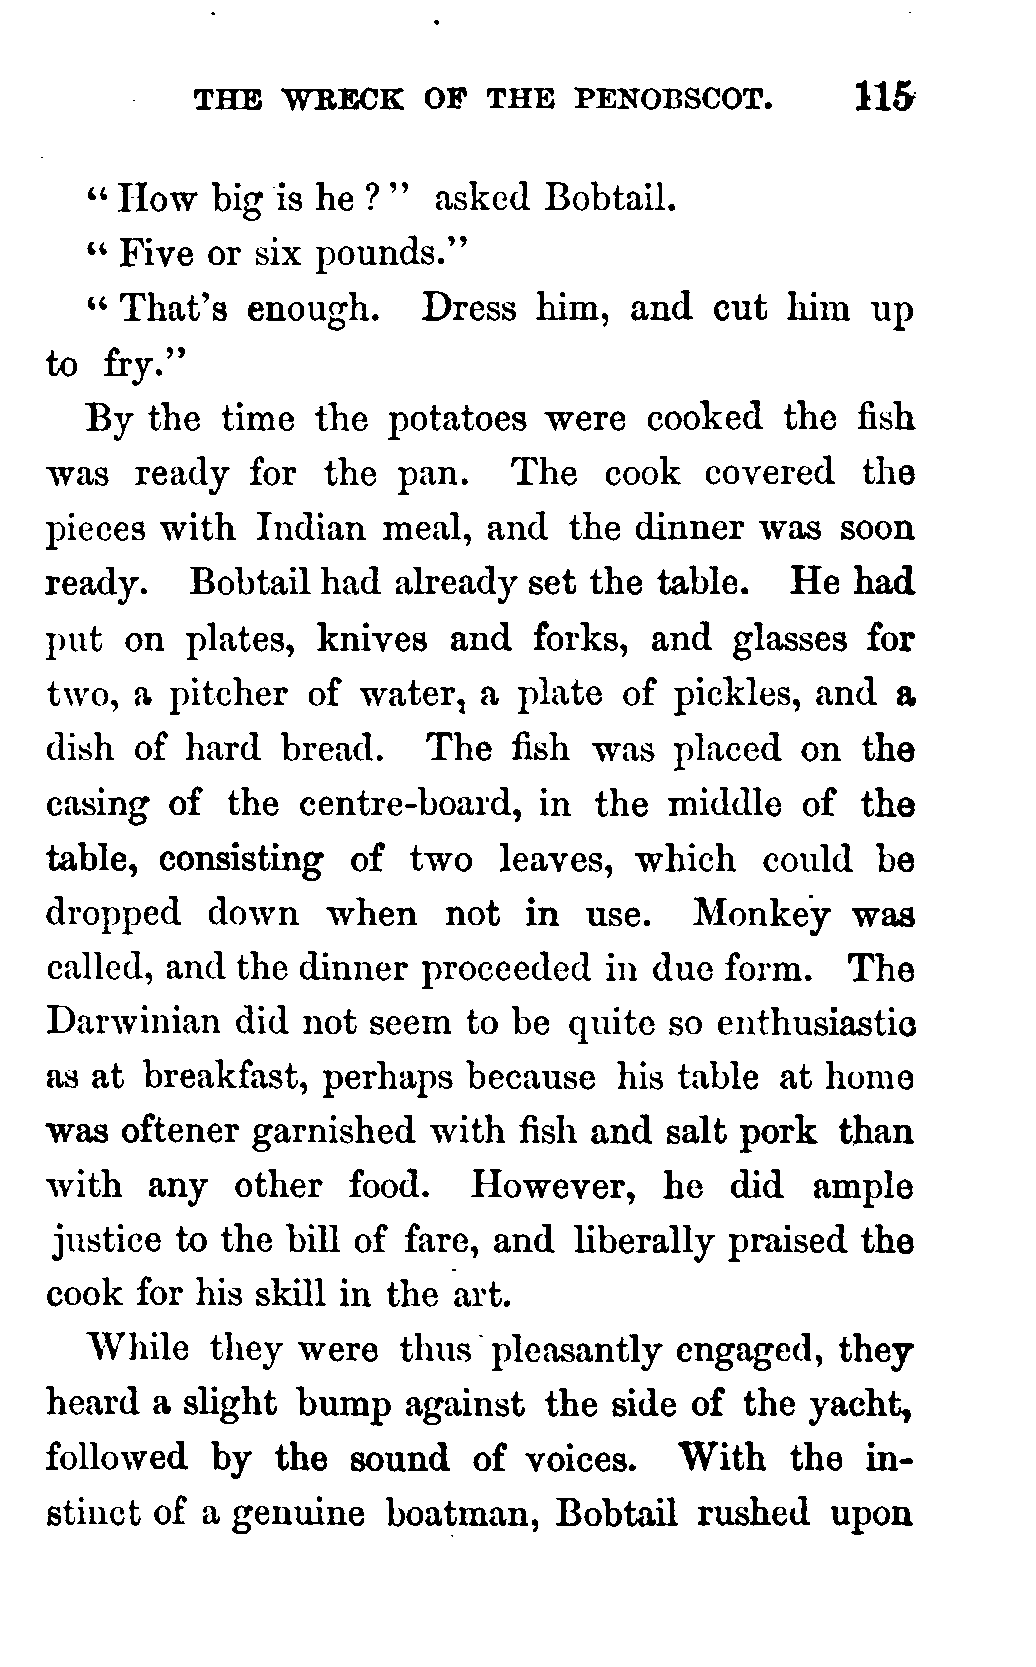 THE WRECK OF THE PENOBSCOT. 115
"How big is he?" asked Bobtail.
"Five or six pounds."
"That's enough. Dress him, and cut him up
to fry."
By the time the potatoes were cooked the fish
was ready for the pan. The cook covered the
pieces with Indian meal, and the dinner was soon
ready. Bobtail had already set the table. He had
put on plates, knives and forks, and glasses for
two, a pitcher of water, a plate of pickles, and a
dish of hard bread. The fish was placed on the
casing of the centre-board, in the middle of the
table, consisting of two leaves, which could be
dropped down when not in use. Monkey was
called, and the dinner proceeded in due form. The
Darwinian did not seem to be quite so enthusiastic
as at breakfast, perhaps because his table at home
was oftener garnished with fish and salt pork than
with any other food. However, he did ample
justice to the bill of fare, and liberally praised the
cook for his skill in the art.
While they were thus pleasantly engaged, they
heard a slight bump against the side of the yacht,
followed by the sound of voices. With the in-
stinct of a genuine boatman, Bobtail rushed upon